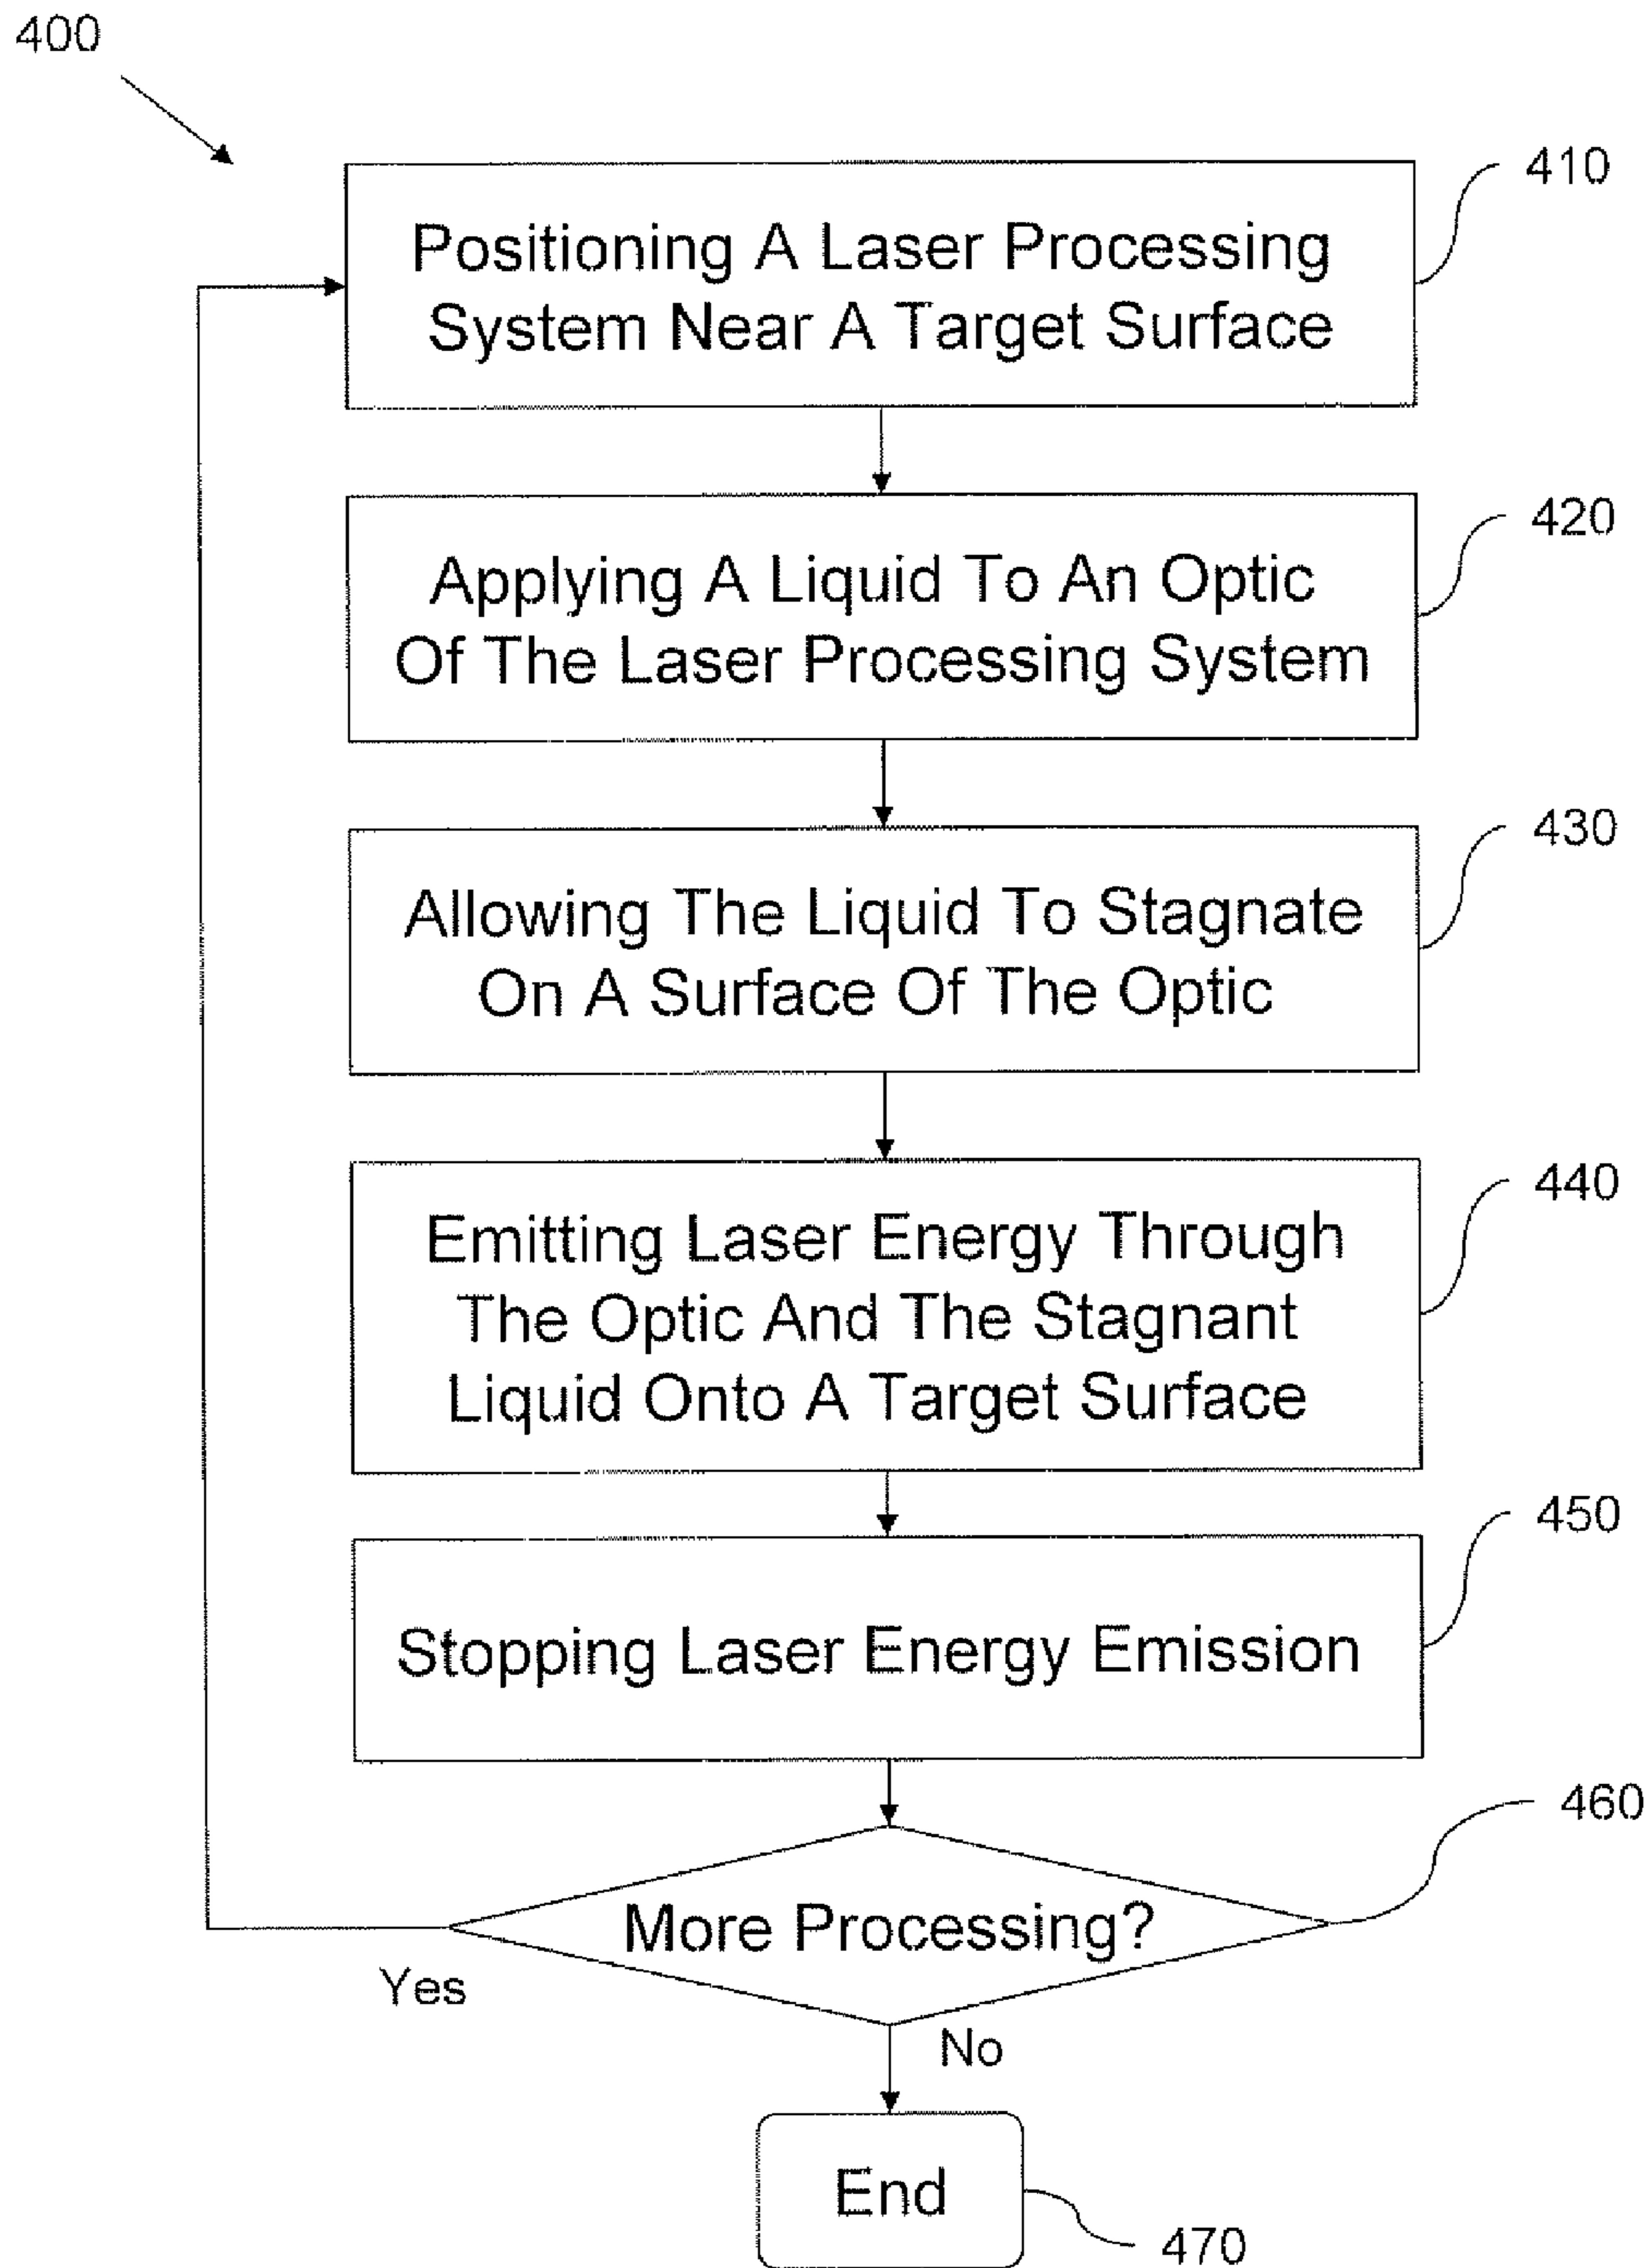 400
410
Positioning A Laser Processing
System Near A Target Surface
420
Applying A Liquid To An Optic
Of The Laser Processing System
430
Allowing The Liquid To Stagnate
On A Surface Of The Optic
440
Emitting Laser Energy Through
The Optic And The Stagnant
Liquid Onto A Target Surface
450
Stopping Laser Energy Emission
460
More Processing?
Yes
No
End
470